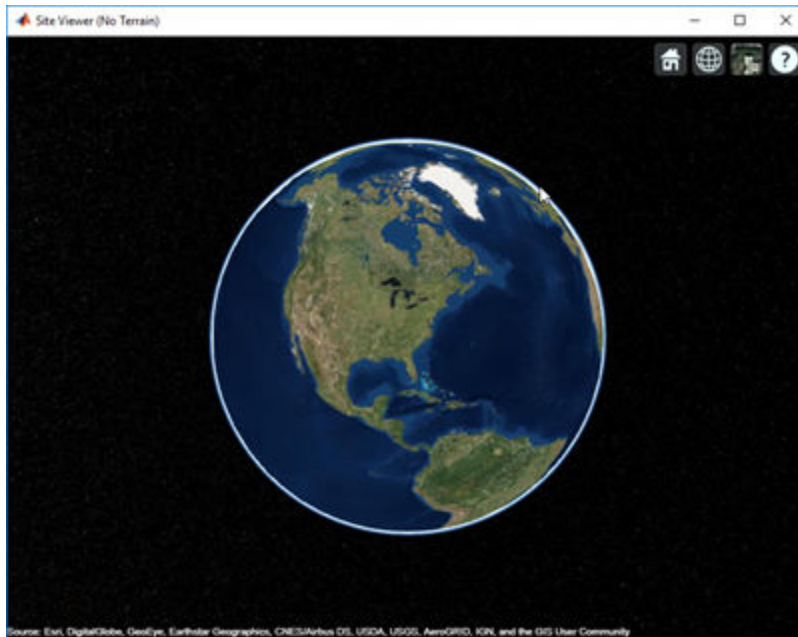 Site Viewer (No Terrain)
?
Source: Esri, DigitalGlobe, GeoEye, Earthstar Geographics, CNES/Airbus DS, USDA, USGS, AeroGRID, IGN, and the GIS User Community